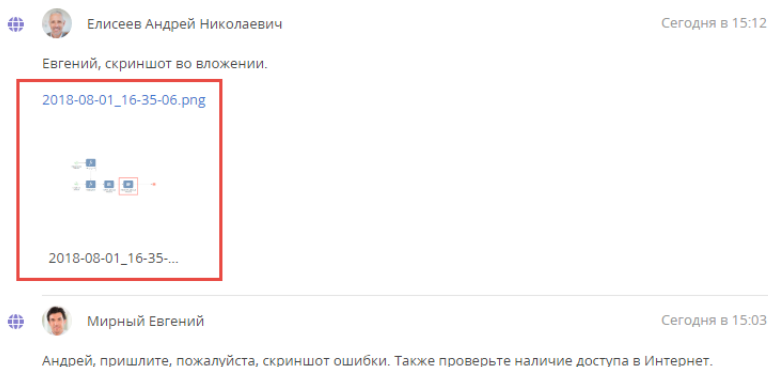 Елисеев Андрей Николаевич
Сегодня в 15:12
Евгений, скриншот во вложении.
2018-08-01_16-35-06.png
2018-08-01_16-35-...
Мирный Евгений
Сегодня в 15:03
Андрей, пришлите, пожалуйста, скриншот ошибки. Также проверьте наличие доступа в Интернет.